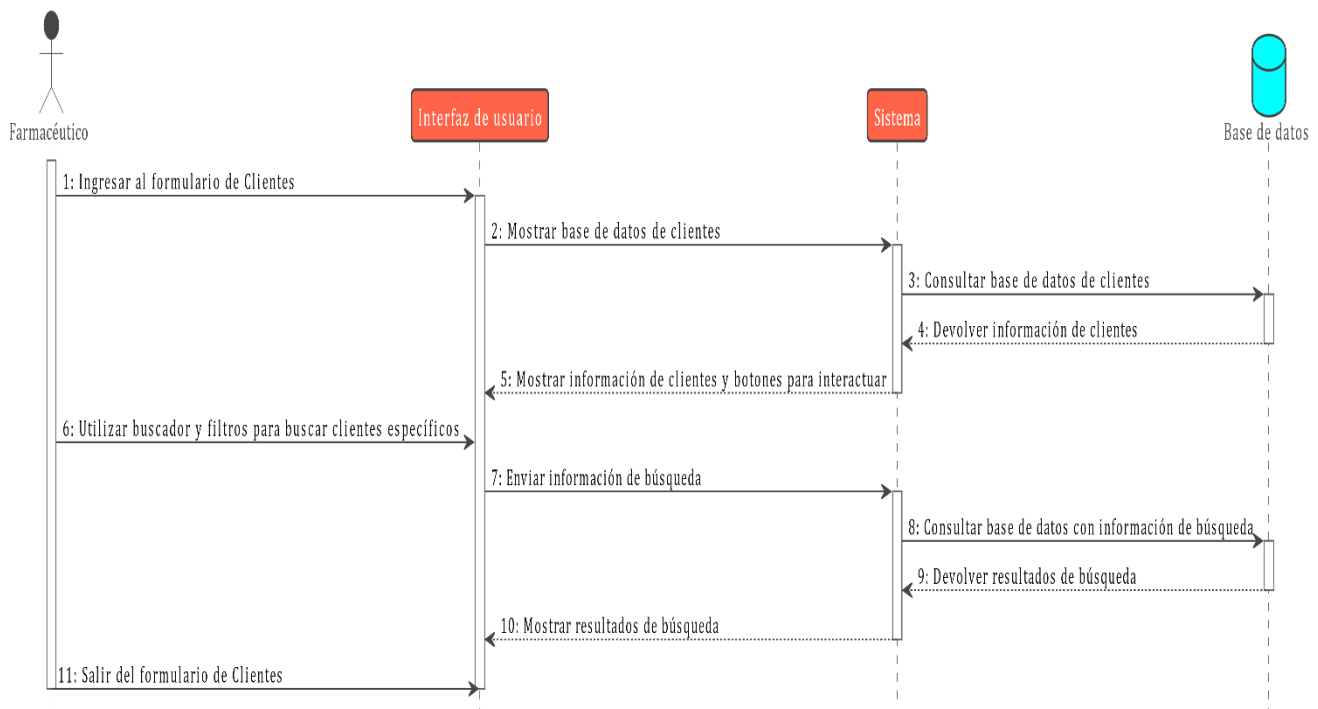 Farmacéutico
Interfaz de usuario
Sistema
Base de datos
1: Ingresar al formulario de Clientes
2: Mostrar base de datos de clientes
3: Consultar base de datos de clientes
4: Devolver información de clientes
5: Mostrar información de clientes y botones para interactuar
6: Utilizar buscador y filtros para buscar clientes específicos
7: Enviar información de búsqueda
8: Consultar base de datos con información de búsqueda
9: Devolver resultados de búsqueda
10: Mostrar resultados de búsqueda
11: Salir del formulario de Clientes